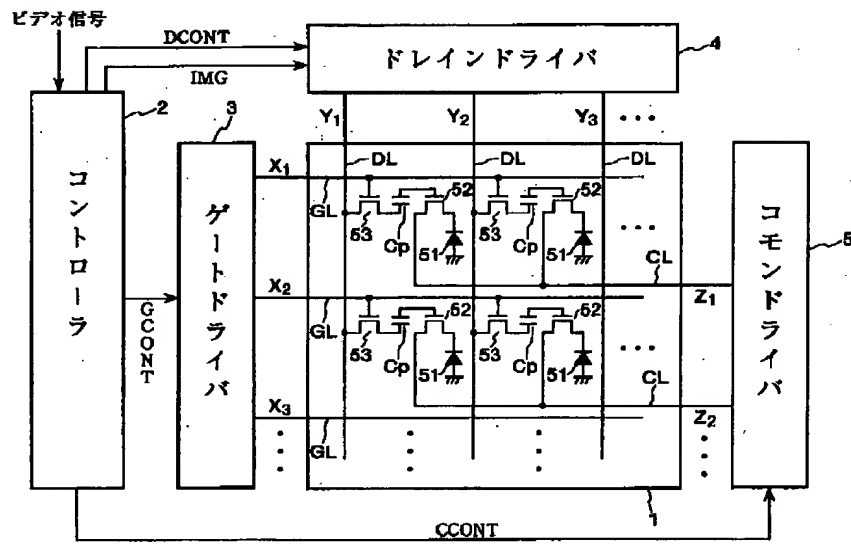 ビデオ信号
DCONT
IMG
ドレインドライバ
4
2
3
コントローラ
ゲートドライバ
GCONT
Y1 Y2 Y3 ...
DL DL DL
X1
GL 53 Cp 52 51 53 Cp 52 51 ...
CL
Z1
X2
GL 53 Cp 52 51 53 Cp 52 51 ...
CL
Z2
X3
GL
コモンドライバ
5
1
CCONT